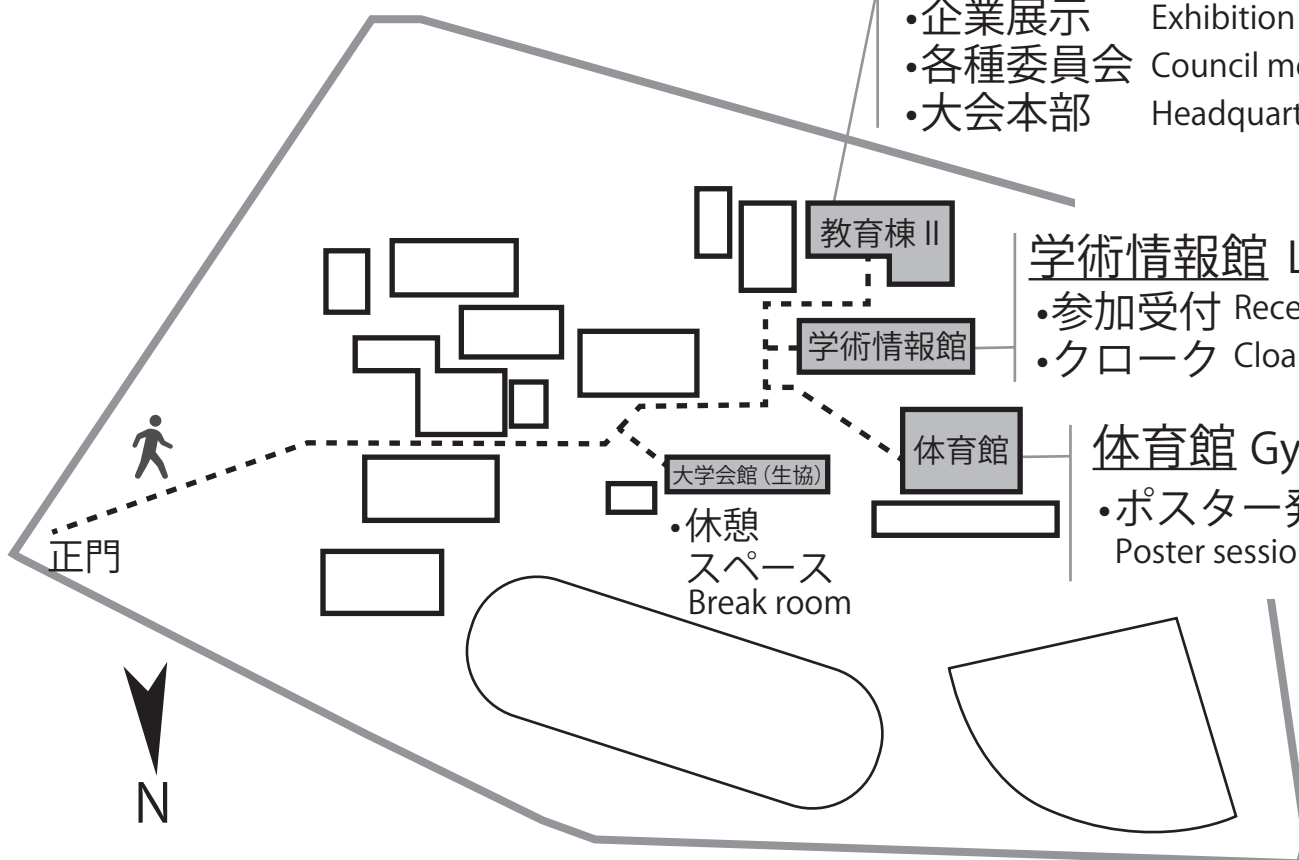 •企業展示 Exhibition
•各種委員会 Council
•大会本部
教育棟 II
学術情報館
•参加受付
•クローク
学術情報館
体育館
体育館
•ポスター
Poster
大学会館（生協）
•休憩
スペース
Break room
正門
N